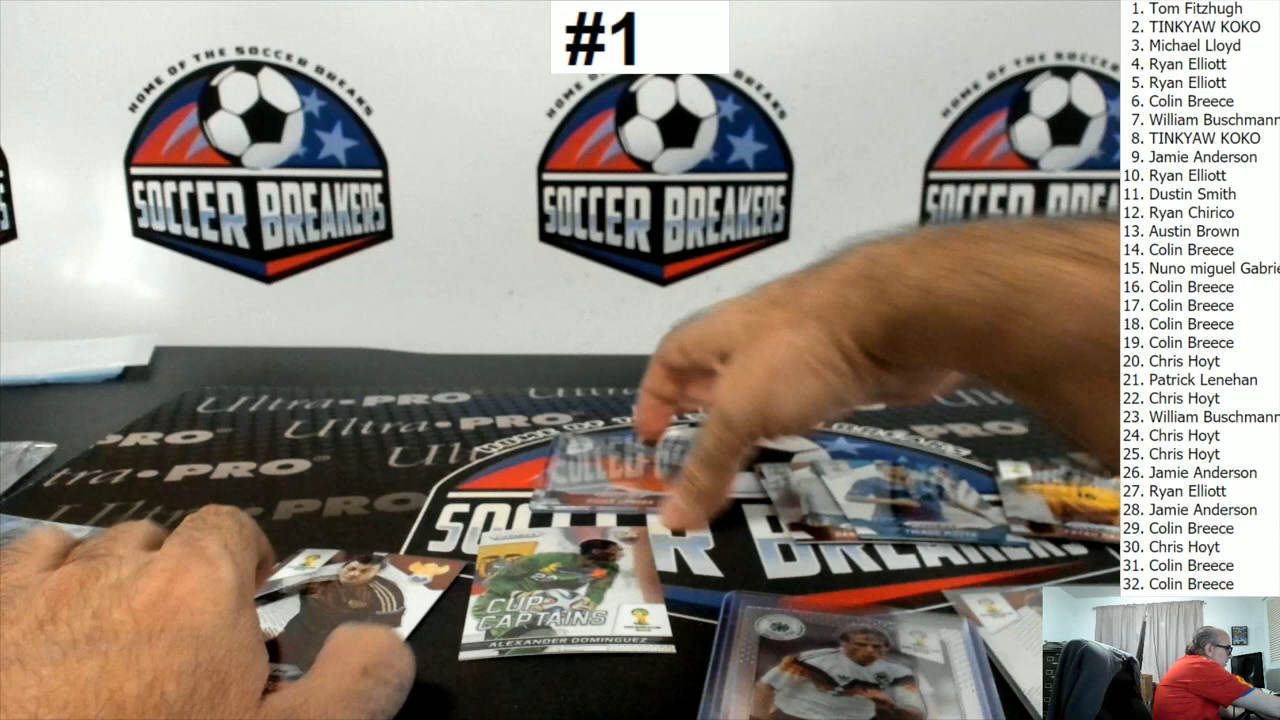 #1
HOME OF THE SOCCER BREAKS
SOCCER BREAKERS
SOCCER BREAKERS
SOCCER BREAKERS
1. Tom Fitzhugh
2. TINKYAW KOKO
3. Michael Lloyd
4. Ryan Elliott
5. Ryan Elliott
6. Colin Breece
7. William Buschmann
8. TINKYAW KOKO
9. Jamie Anderson
10. Ryan Elliott
11. Dustin Smith
12. Ryan Chirico
13. Austin Brown
14. Colin Breece
15. Nuno miguel Gabrie
16. Colin Breece
17. Colin Breece
18. Colin Breece
19. Colin Breece
20. Chris Hoyt
21. Patrick Lenehan
22. Chris Hoyt
23. William Buschmann
24. Chris Hoyt
25. Chris Hoyt
26. Jamie Anderson
27. Ryan Elliott
28. Jamie Anderson
29. Colin Breece
30. Chris Hoyt
31. Colin Breece
32. Colin Breece
Ultra•PRO
Ultra•PRO
Ultra•PRO
CUP
CAPTAINS
ALEXANDER DOMINGUEZ